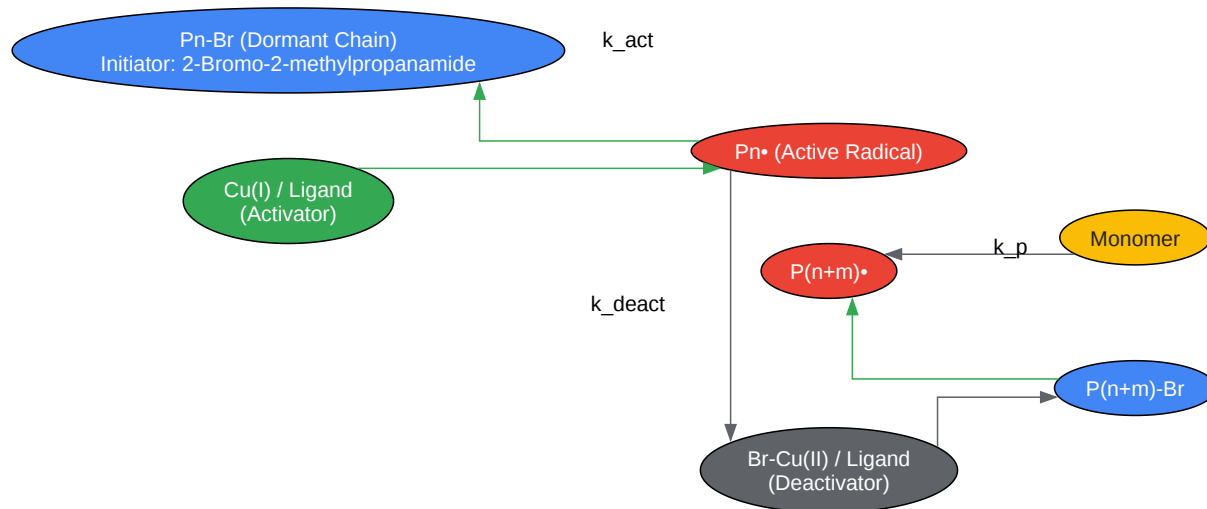 Pn-Br (Dormant Chain)
Initiator: 2-Bromo-2-methylpropanamide
k_act
Pn• (Active Radical)
Cu(I) / Ligand
(Activator)
Monomer
k_p
P(n+m)•
k_deact
P(n+m)-Br
Br-Cu(II) / Ligand
(Deactivator)